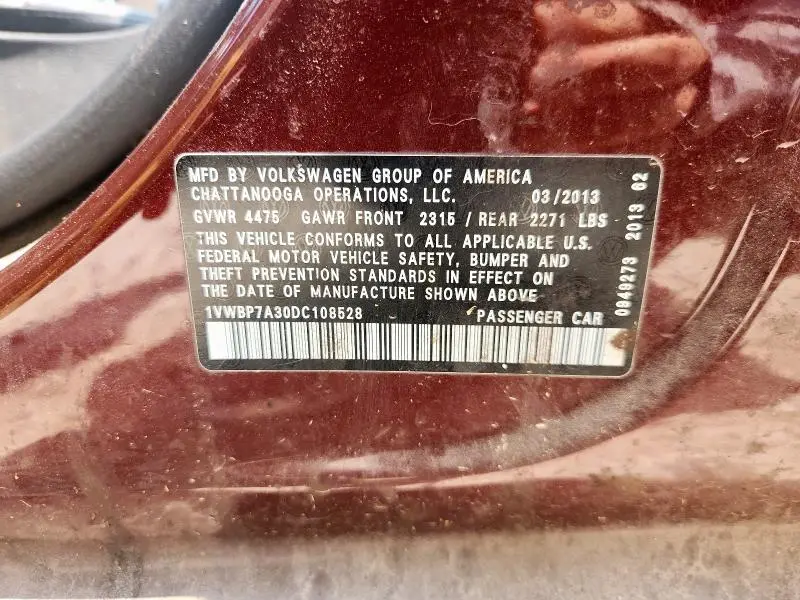 MFD BY VOLKSWAGEN GROUP OF AMERICA
CHATTANOOGA OPERATIONS, LLC. 03/2013
GVWR 4475 GAWR FRONT 2315 / REAR 2271 LBS
THIS VEHICLE CONFORMS TO ALL APPLICABLE U.S.
FEDERAL MOTOR VEHICLE SAFETY, BUMPER AND
THEFT PREVENTION STANDARDS IN EFFECT ON
THE DATE OF MANUFACTURE SHOWN ABOVE
1VWBP7A30DC108528 PASSENGER CAR
0949273 2013 02